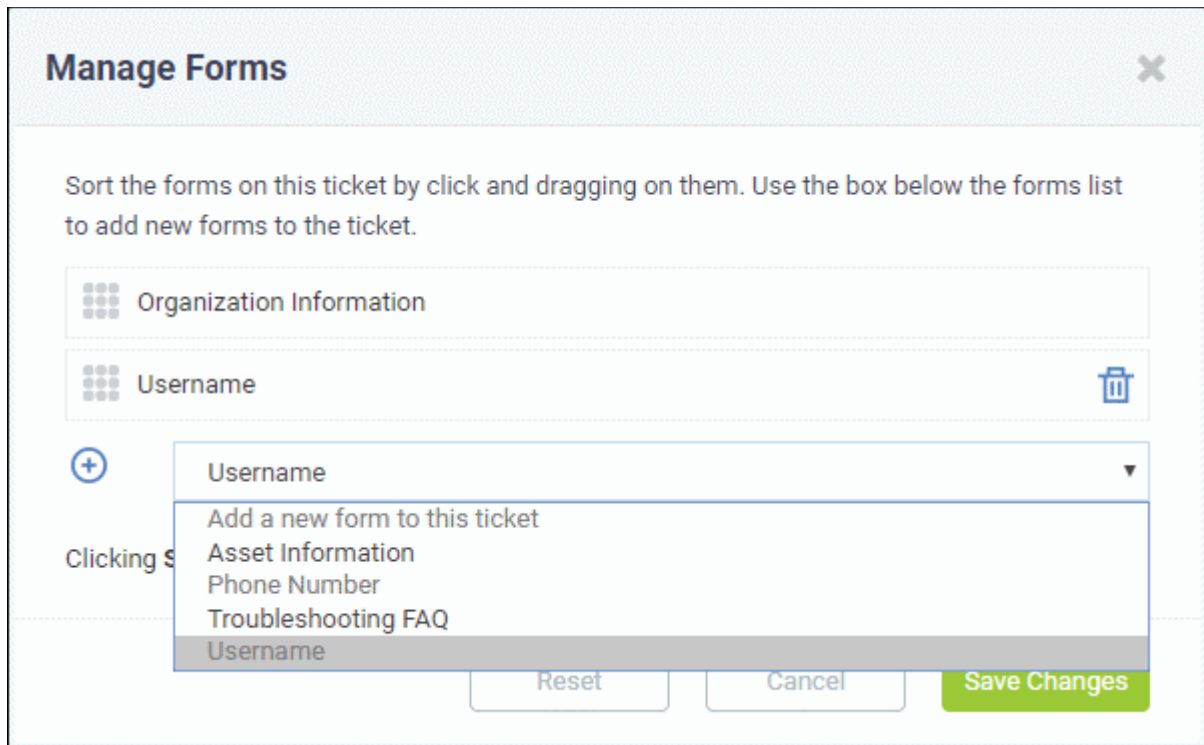 Manage Forms
Sort the forms on this ticket by click and dragging on them. Use the box below the forms list
to add new forms to the ticket.
Organization Information
Username
Username
Add a new form to this ticket
Asset Information
Clicking
Phone Number
Troubleshooting FAQ
Username
Reset
Cancel
Save Changes